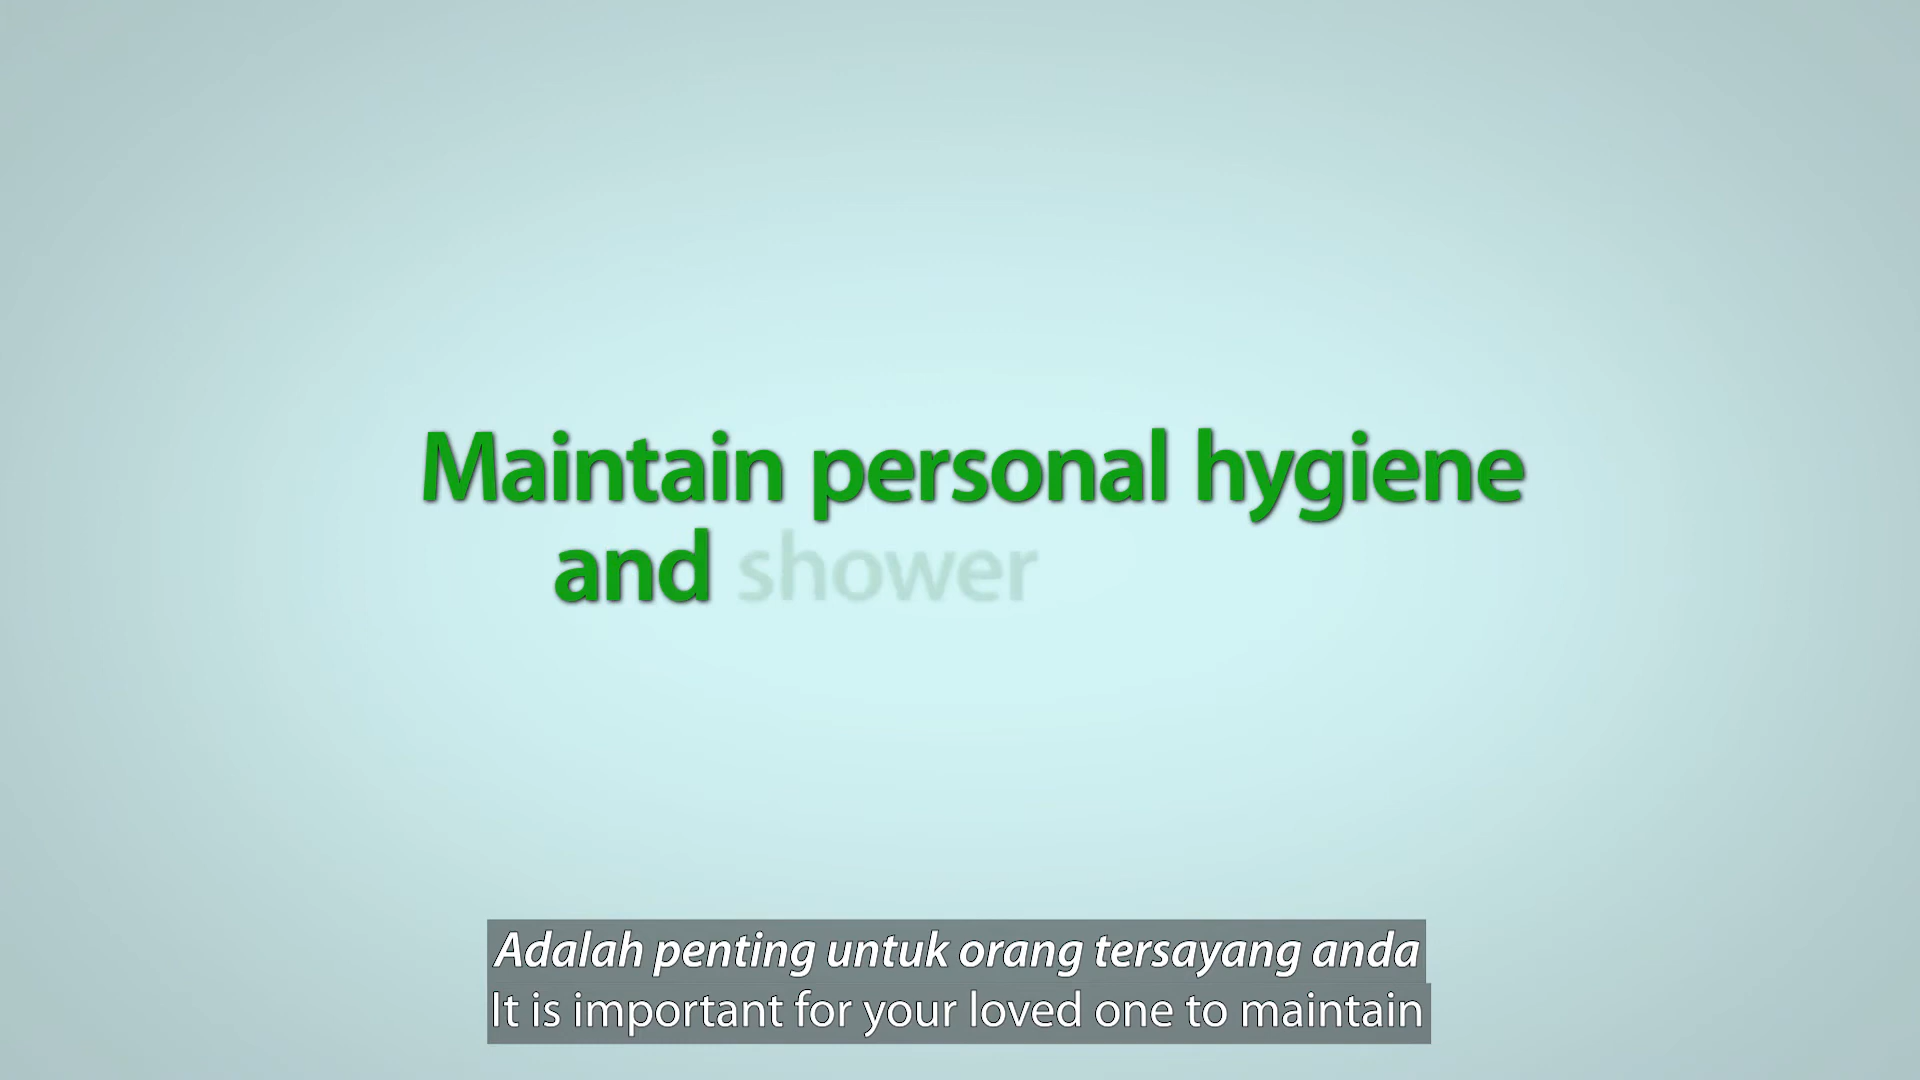 Maintain personal hygiene
and shower
Adalah penting untuk orang tersayang anda
It is important for your loved one to maintain